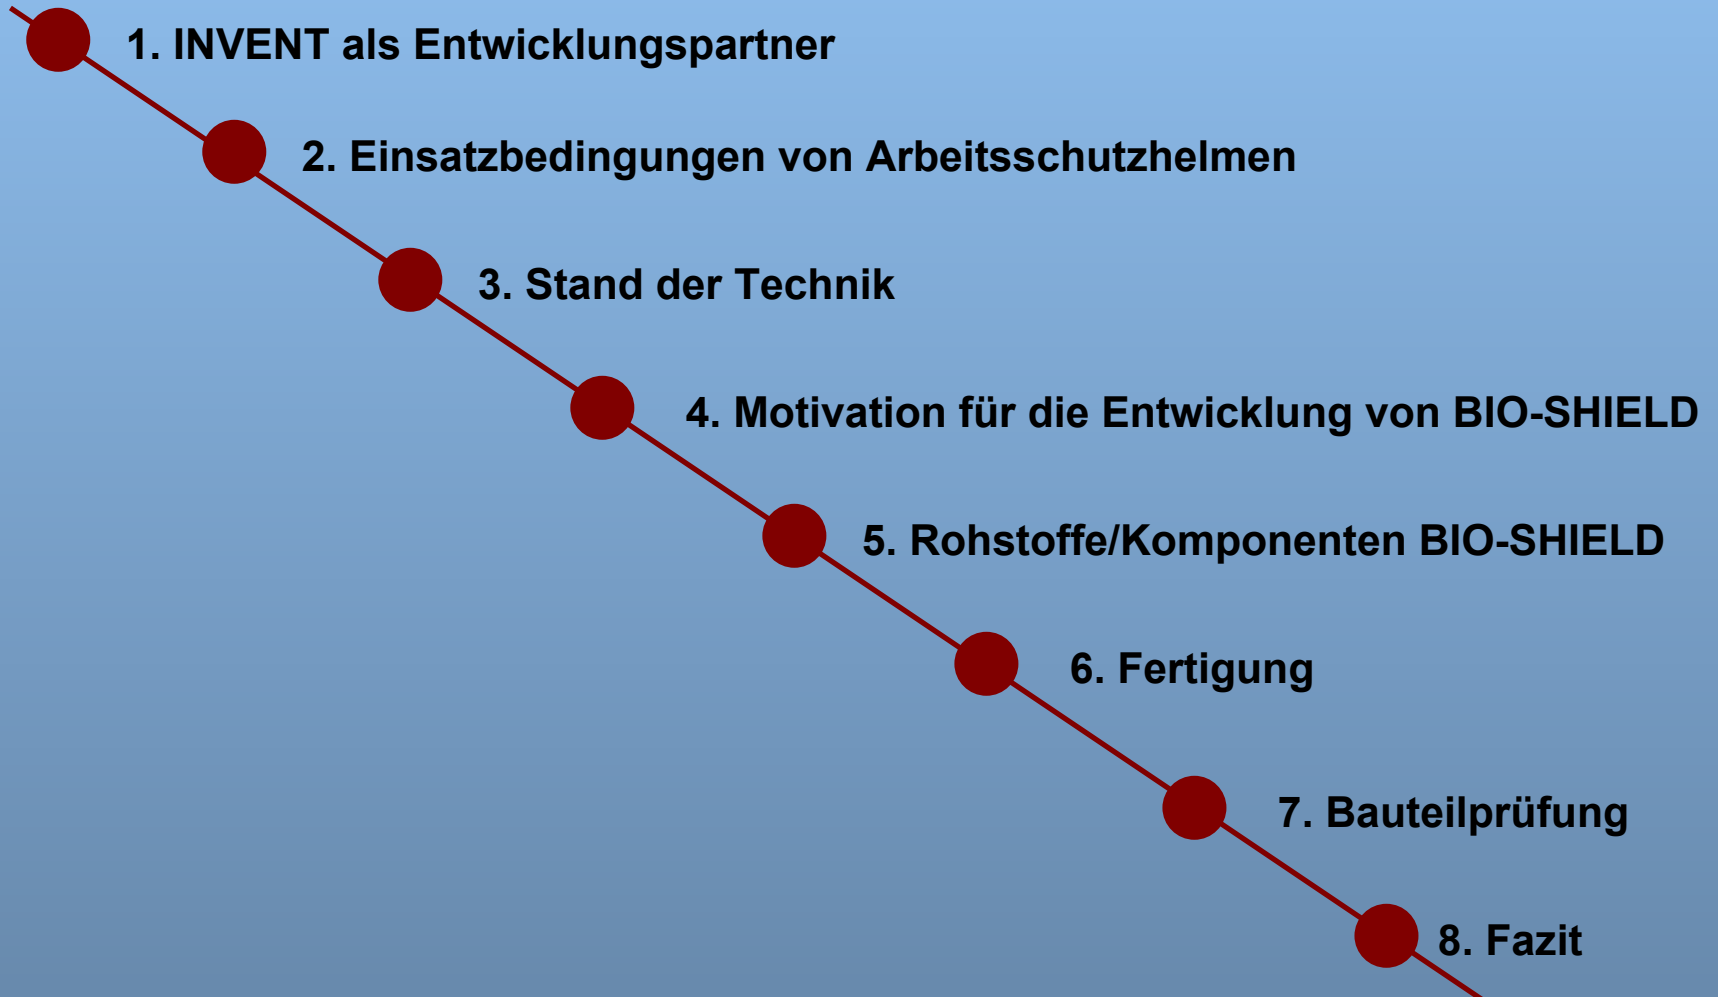 1. INVENT als Entwicklungspartner
2. Einsatzbedingungen von Arbeitsschutzhelmen
3. Stand der Technik
4. Motivation für die Entwicklung von BIO-SHIELD
5. Rohstoffe/Komponenten BIO-SHIELD
6. Fertigung
7. Bauteilprüfung
8. Fazit